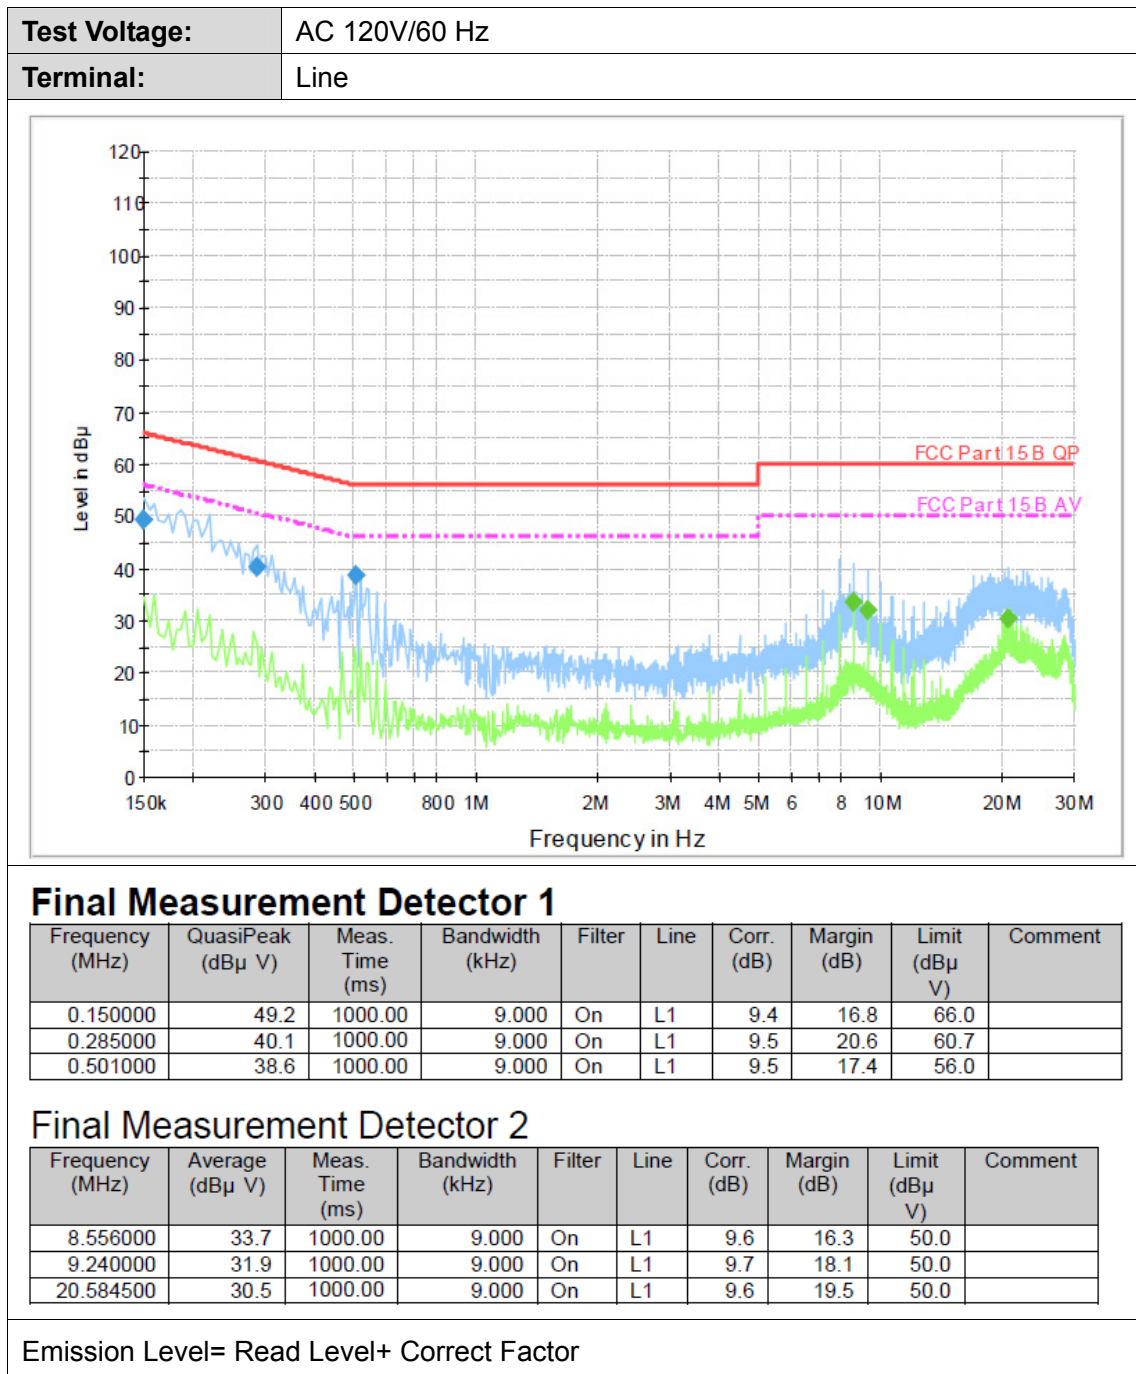 Test Voltage: AC 120V/60 Hz
Terminal: Line
120
110
100
90
80
70
60
50
40
30
20
10
0
Level in dBµ
FCC Part 15 B QP
FCC Part 15 B AV
150k 300 400 500 800 1M 2M 3M 4M 5M 6 8 10M 20M 30M
Frequency in Hz
Final Measurement Detector 1
Frequency (MHz) QuasiPeak (dBµ V) Meas. Time (ms) Bandwidth (kHz) Filter Line Corr. (dB) Margin (dB) Limit (dBµ V) Comment
0.150000 49.2 1000.00 9.000 On L1 9.4 16.8 66.0
0.285000 40.1 1000.00 9.000 On L1 9.5 20.6 60.7
0.501000 38.6 1000.00 9.000 On L1 9.5 17.4 56.0
Final Measurement Detector 2
Frequency (MHz) Average (dBµ V) Meas. Time (ms) Bandwidth (kHz) Filter Line Corr. (dB) Margin (dB) Limit (dBµ V) Comment
8.556000 33.7 1000.00 9.000 On L1 9.6 16.3 50.0
9.240000 31.9 1000.00 9.000 On L1 9.7 18.1 50.0
20.584500 30.5 1000.00 9.000 On L1 9.6 19.5 50.0
Emission Level= Read Level+ Correct Factor